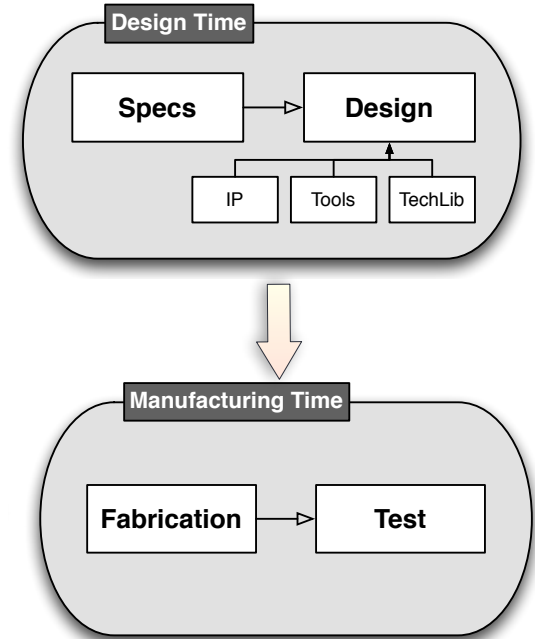 Design Time
Specs
Design
IP
Tools
TechLib
Manufacturing Time
Fabrication
Test